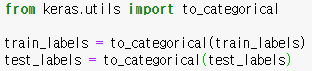 from keras.utils import to_categorical
train_labels = to_categorical(train_labels)
test_labels = to_categorical(test_labels)